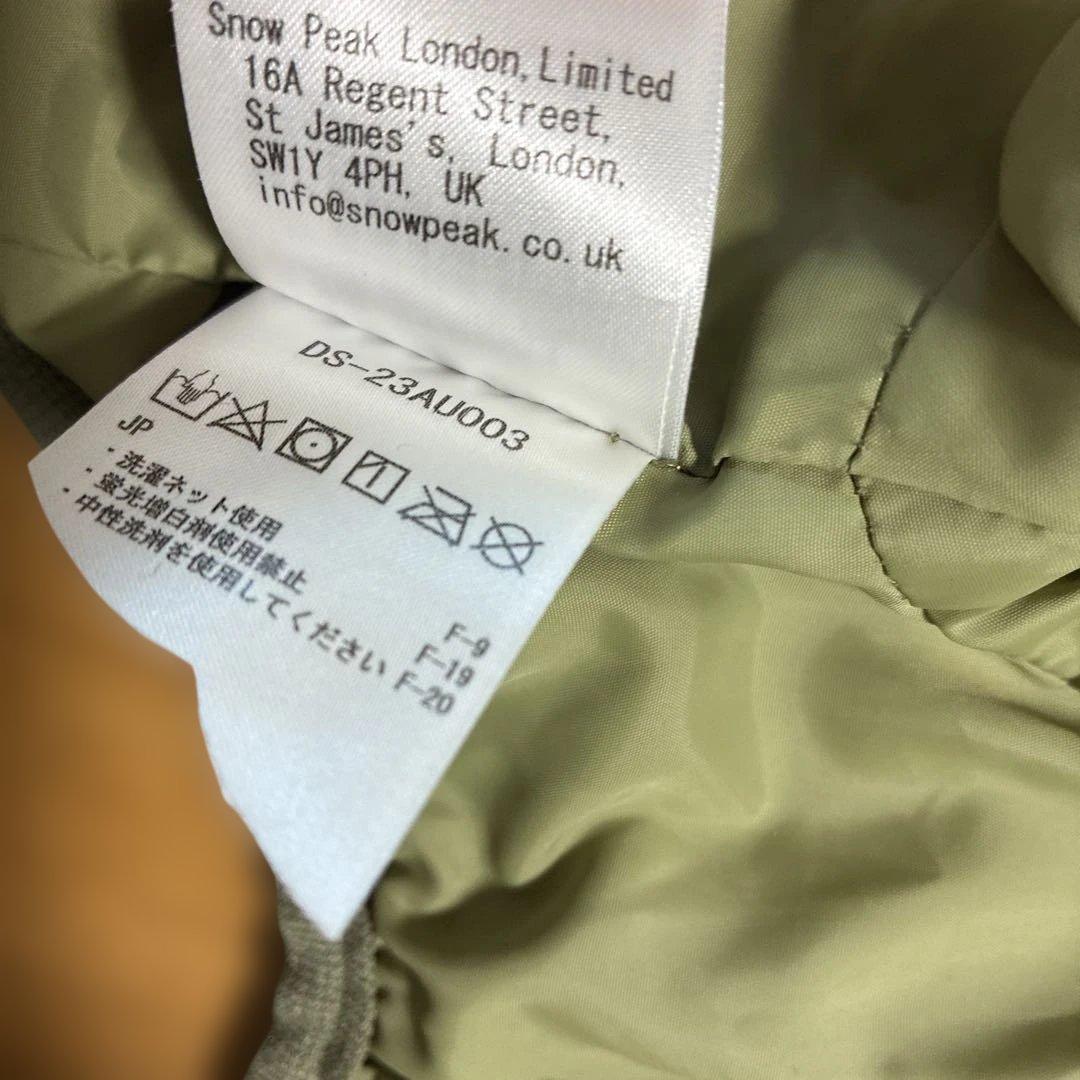 Snow Peak London, Limited
16A Regent Street,
St James's, London,
SW1Y 4PH, UK
info@snowpeak.co.uk
DS-23AU003
JP
・洗濯ネット使用
・蛍光増白剤使用禁止
・中性洗剤を使用してください
F-9
F-19
F-20